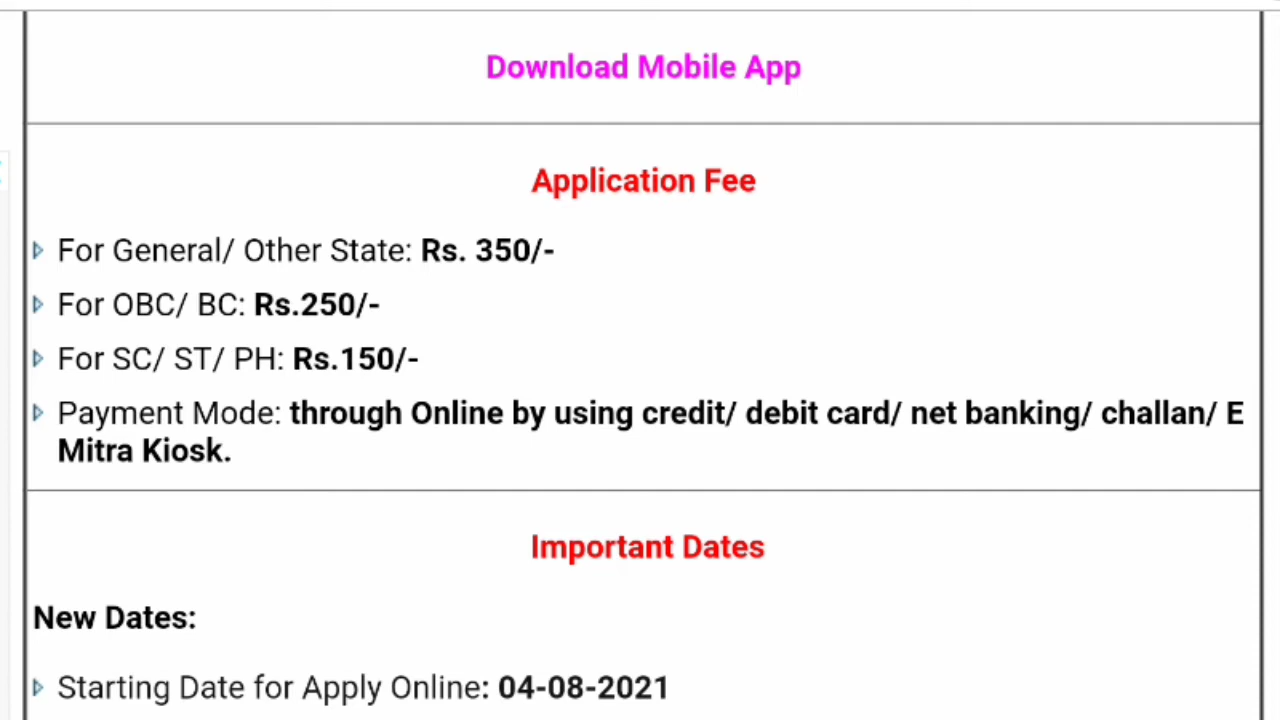 Download Mobile App
Application Fee
For General/ Other State: Rs. 350/-
For OBC/ BC: Rs.250/-
For SC/ ST/ PH: Rs.150/-
Payment Mode: through Online by using credit/ debit card/ net banking/ challan/ E
Mitra Kiosk.
Important Dates
New Dates:
Starting Date for Apply Online: 04-08-2021